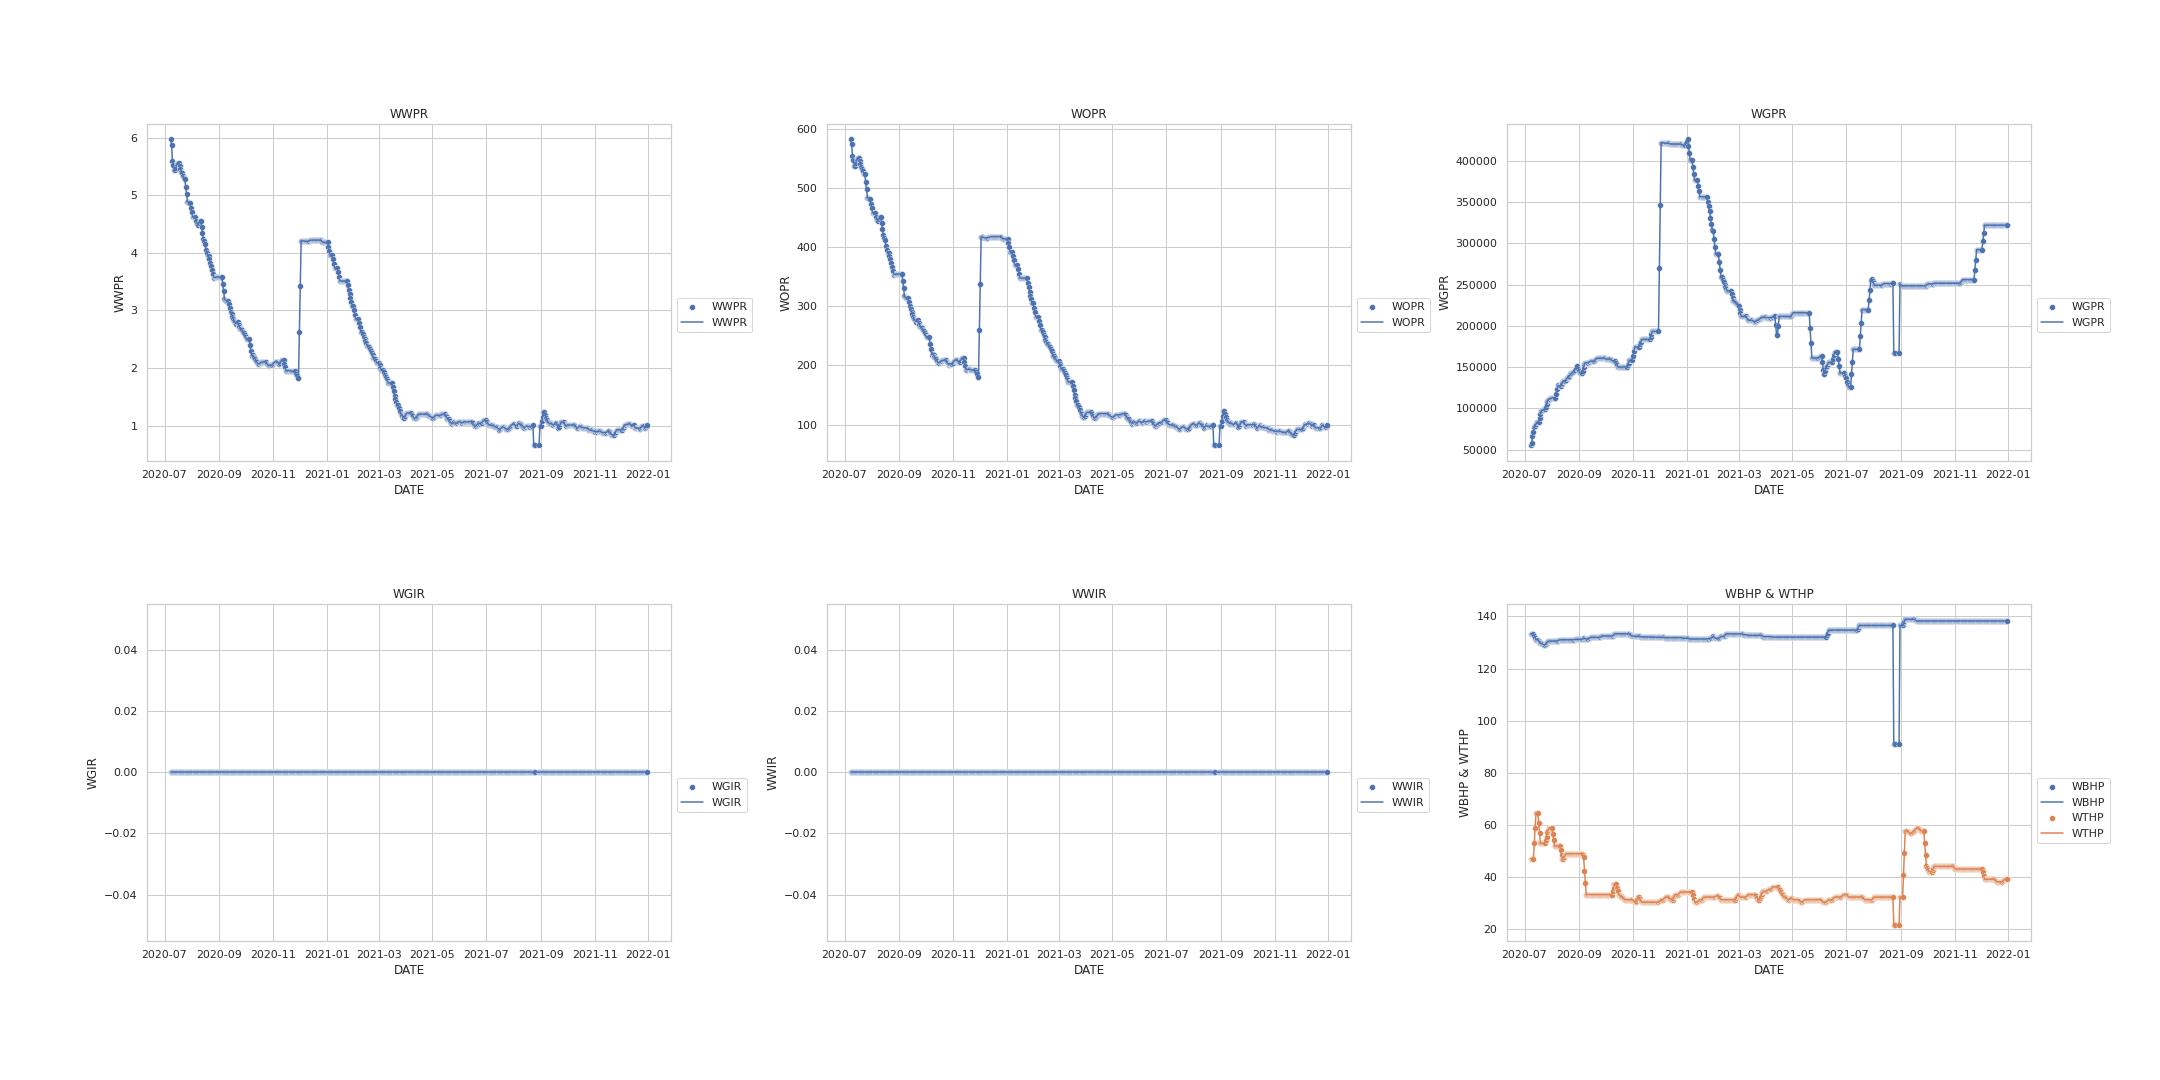 WWPR
6
5
4
3
2
1
WWPR
2020-07 2020-09 2020-11 2021-01 2021-03 2021-05 2021-07 2021-09 2021-11 2022-01
DATE
WWPR
WWPR
WOPR
600
500
400
300
200
100
WOPR
2020-07 2020-09 2020-11 2021-01 2021-03 2021-05 2021-07 2021-09 2021-11 2022-01
DATE
WOPR
WOPR
WGPR
400000
350000
300000
250000
200000
150000
100000
50000
WGPR
2020-07 2020-09 2020-11 2021-01 2021-03 2021-05 2021-07 2021-09 2021-11 2022-01
DATE
WGPR
WGPR
WGIR
0.04
0.02
0.00
−0.02
−0.04
WGIR
2020-07 2020-09 2020-11 2021-01 2021-03 2021-05 2021-07 2021-09 2021-11 2022-01
DATE
WGIR
WGIR
WWIR
0.04
0.02
0.00
−0.02
−0.04
WWIR
2020-07 2020-09 2020-11 2021-01 2021-03 2021-05 2021-07 2021-09 2021-11 2022-01
DATE
WWIR
WWIR
WBHP & WTHP
140
120
100
80
60
40
20
WBHP & WTHP
2020-07 2020-09 2020-11 2021-01 2021-03 2021-05 2021-07 2021-09 2021-11 2022-01
DATE
WBHP
WBHP
WTHP
WTHP